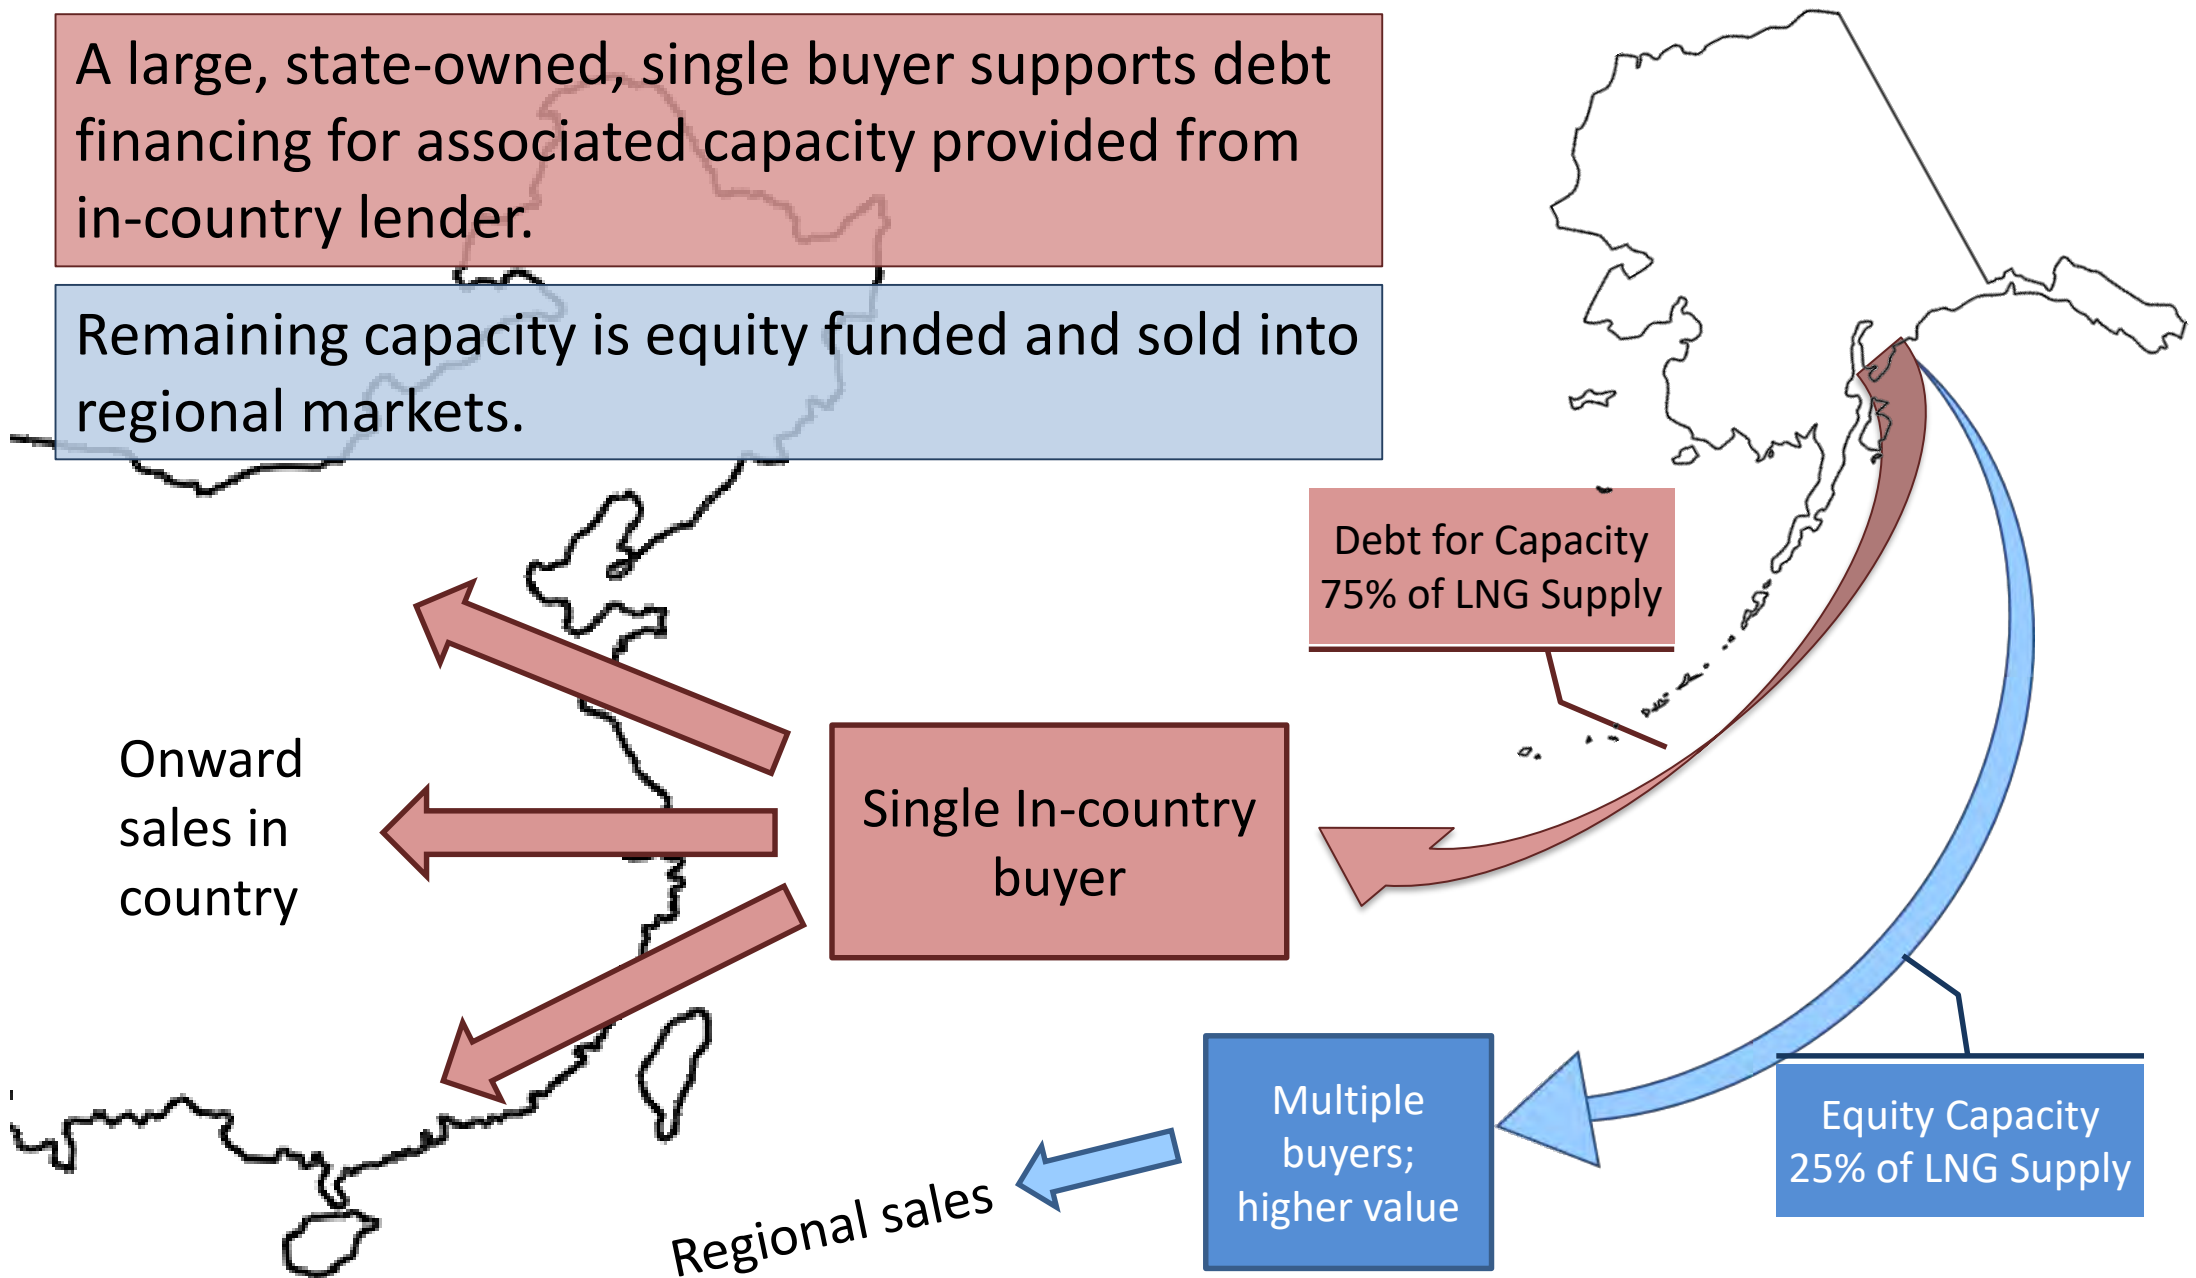 A large, state-owned, single buyer supports debt
financing for associated capacity provided from
in-country lender.
Remaining capacity is equity funded and sold into
regional markets.
Debt for Capacity
75% of LNG Supply
Onward
sales in
country
Single In-country
buyer
Multiple
buyers;
higher value
Equity Capacity
25% of LNG Supply
Regional sales